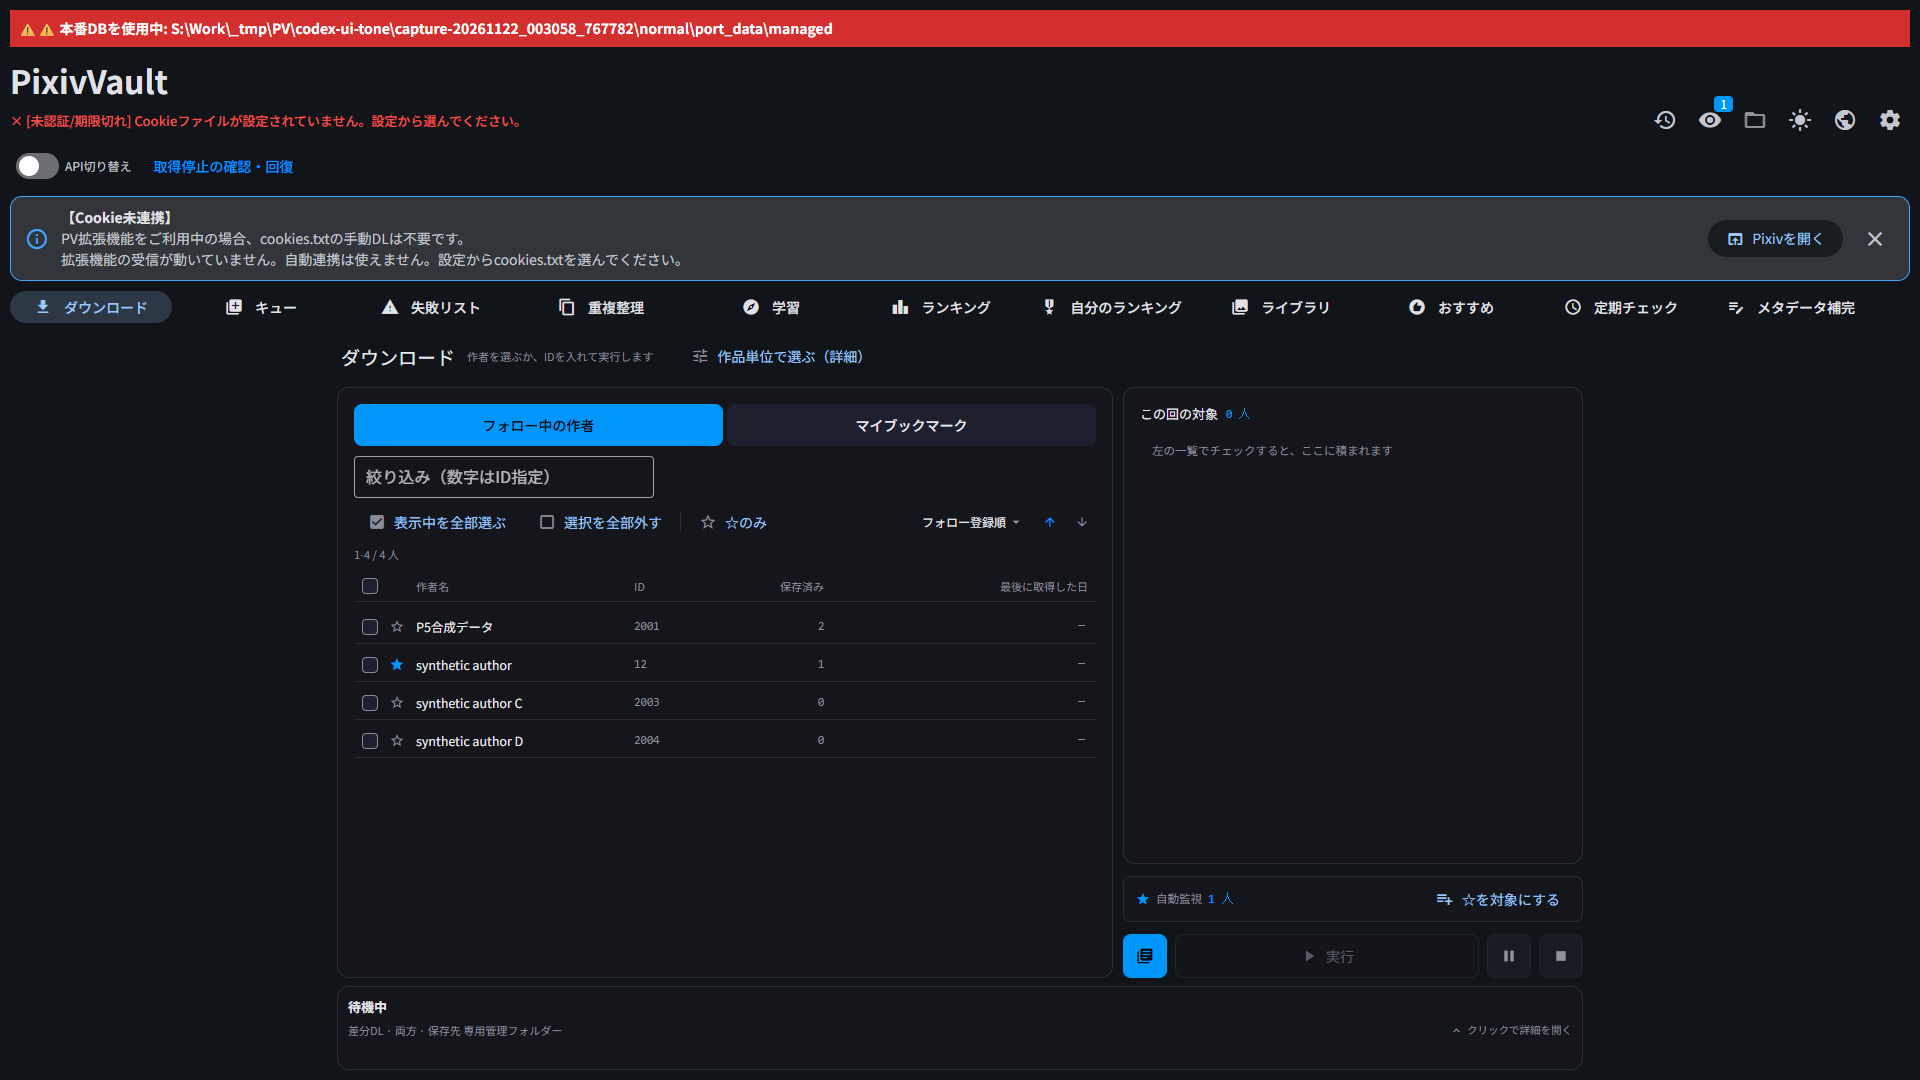 本番DBを使用中: S:\Work\_tmp\PV\codex-ui-tone\capture-20261122_003058_767782\normal\port_data\managed
PixivVault
× [未認証/期限切れ] Cookieファイルが設定されていません。設定から選んでください。
1
API切り替え 取得停止の確認・回復
【Cookie未連携】
PV拡張機能をご利用中の場合、cookies.txtの手動DLは不要です。
拡張機能の受信が動いていません。自動連携は使えません。設定からcookies.txtを選んでください。
Pixivを開く
ダウンロード キュー 失敗リスト 重複整理 学習 ランキング 自分のランキング ライブラリ おすすめ 定期チェック メタデータ補完
ダウンロード 作者を選ぶか、IDを入れて実行します 作品単位で選ぶ（詳細）
フォロー中の作者 マイブックマーク
絞り込み（数字はID指定）
表示中を全部選ぶ 選択を全部外す ☆のみ フォロー登録順
1-4 / 4 人
作者名 ID 保存済み 最後に取得した日
P5合成データ 2001 2 —
synthetic author 12 1 —
synthetic author C 2003 0 —
synthetic author D 2004 0 —
この回の対象 0 人
左の一覧でチェックすると、ここに積まれます
自動監視 1 人 ☆を対象にする
実行
待機中
差分DL・両方・保存先 専用管理フォルダー
クリックで詳細を開く